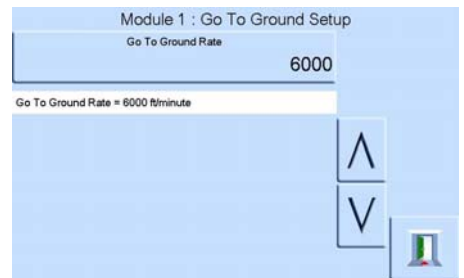 Module 1 : Go To Ground Setup
Go To Ground Rate
6000
Go To Ground Rate = 6000 ft/minute